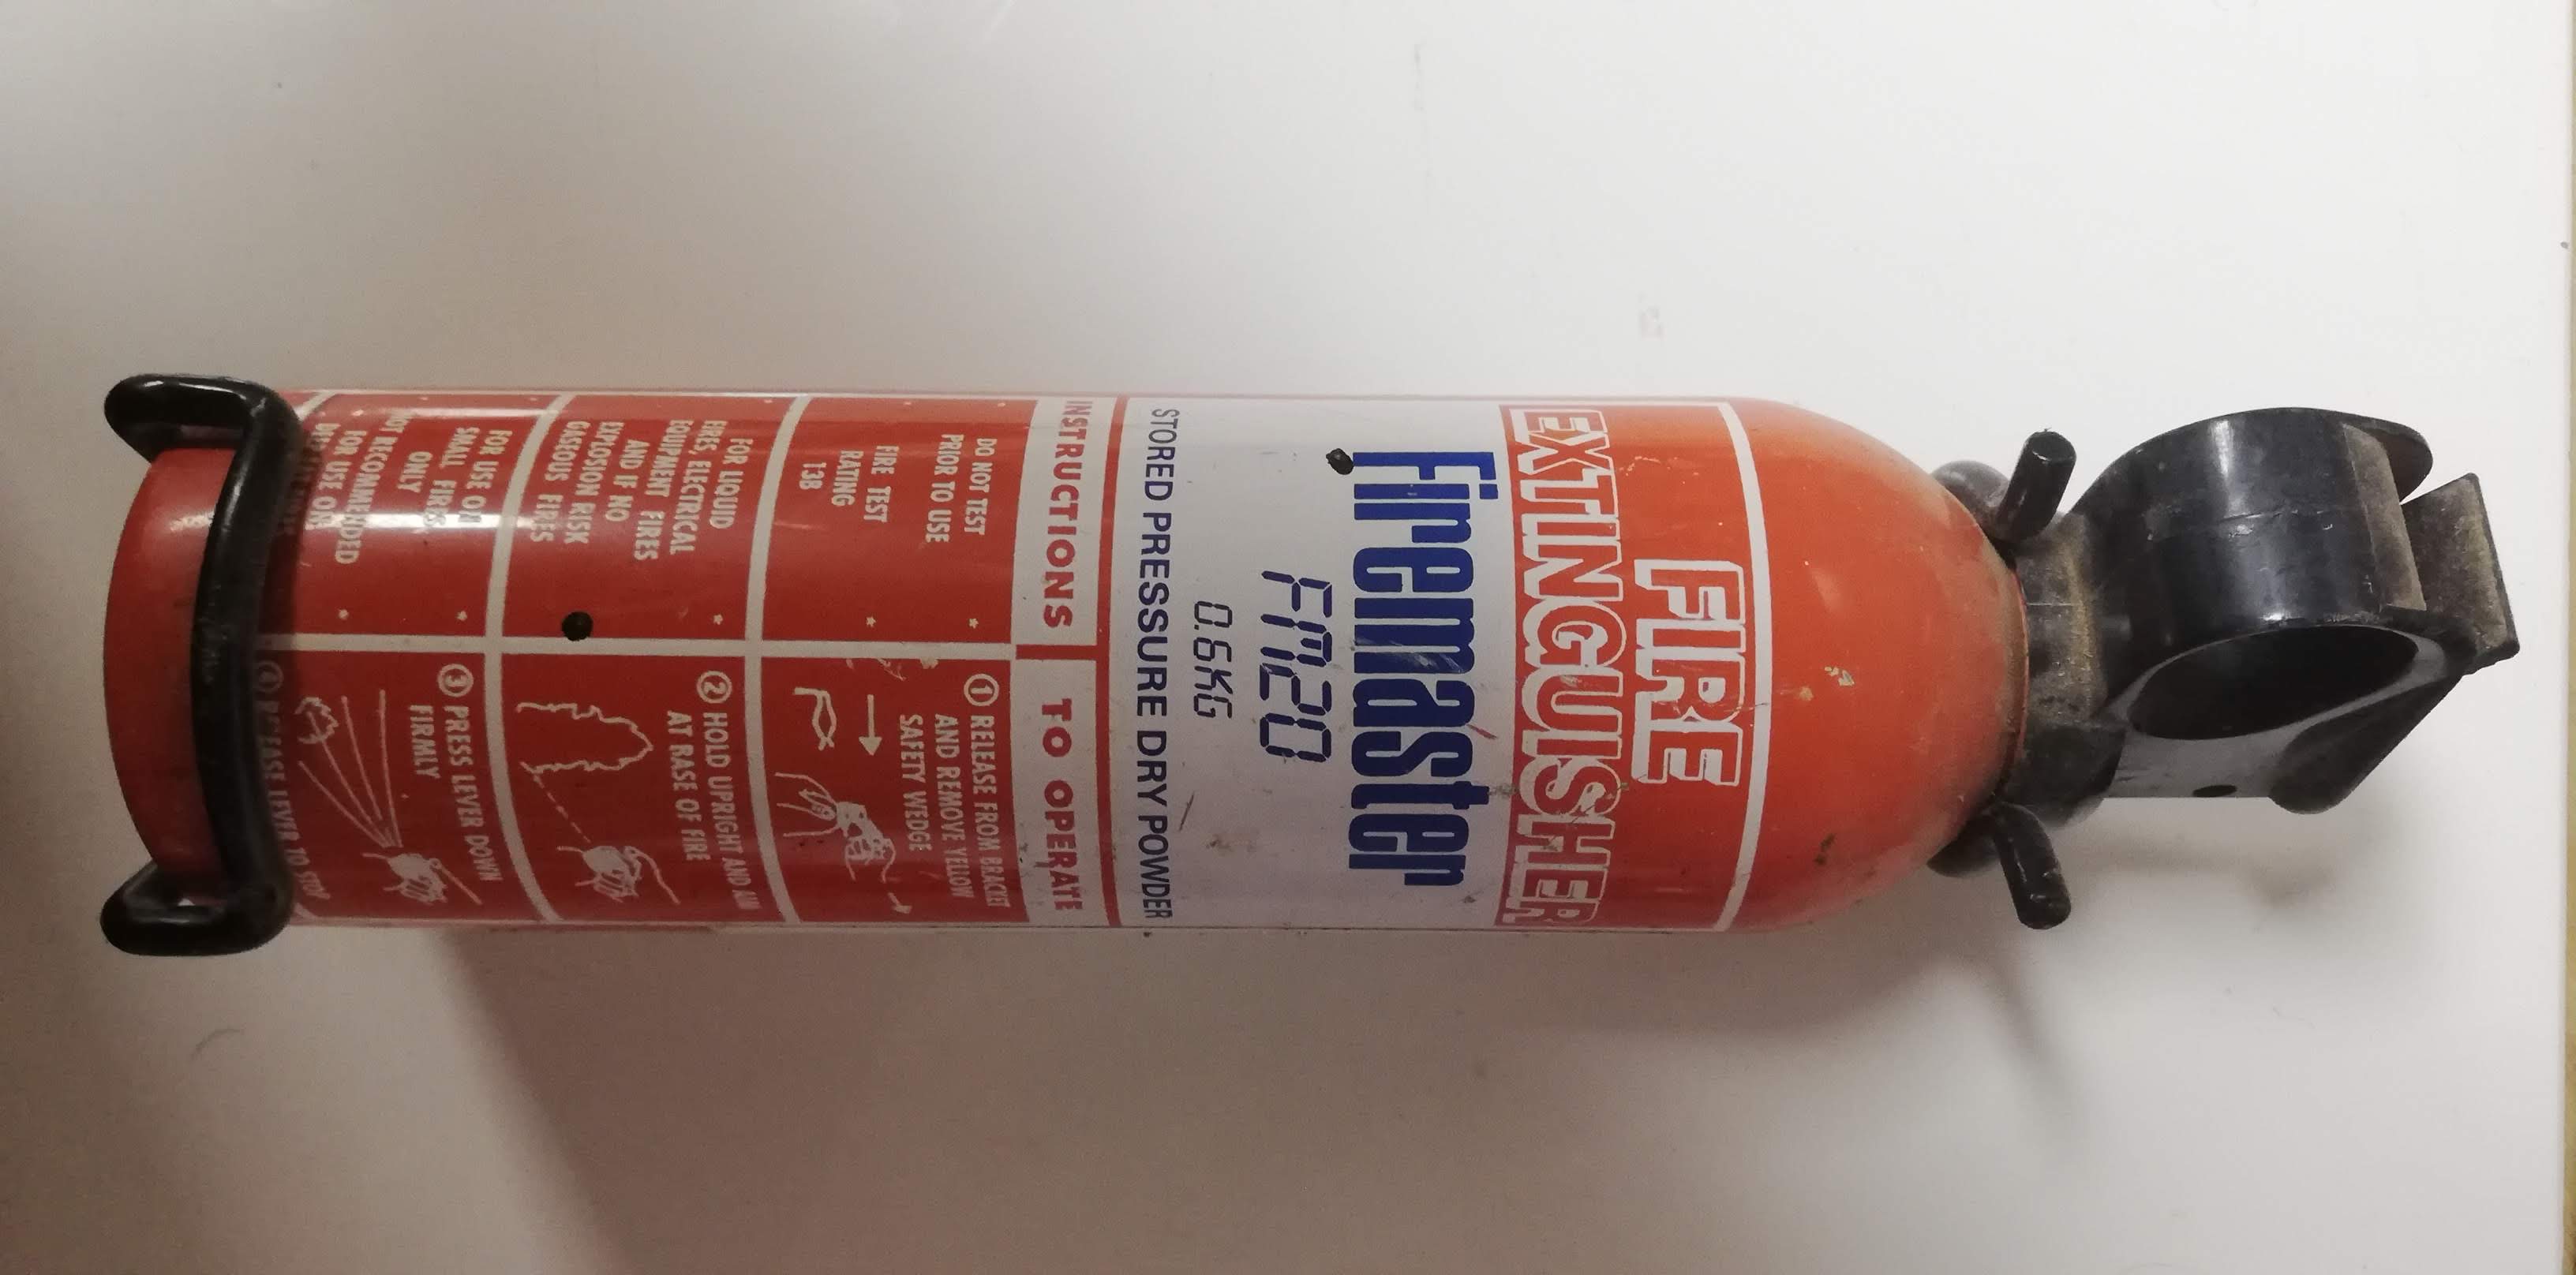 FIRE
EXTINGUISHER
Firemaster
FM20
0.6KG
STORED PRESSURE DRY POWDER
INSTRUCTIONS
TO OPERATE
DO NOT TEST
PRIOR TO USE
FIRE TEST
RATING
13B
① RELEASE FROM BRACKET
AND REMOVE YELLOW
SAFETY WEDGE
FOR LIQUID
FIRES, ELECTRICAL
EQUIPMENT FIRES
AND IF NO
EXPLOSION RISK
GASEOUS FIRES
② HOLD UPRIGHT AND AIM
AT BASE OF FIRE
FOR USE ON
SMALL FIRES
ONLY
NOT RECOMMENDED
FOR USE ON
③ PRESS LEVER DOWN
FIRMLY
④ RELEASE LEVER TO STOP